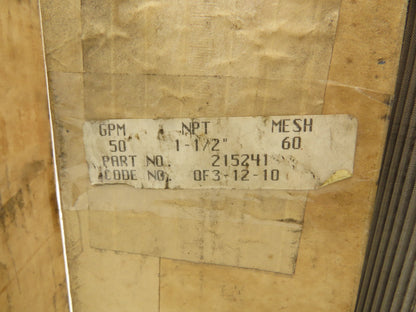 GPM NPT MESH
50 1-1/2" 60
PART NO. 215241
CODE NO. 0F3-12-10